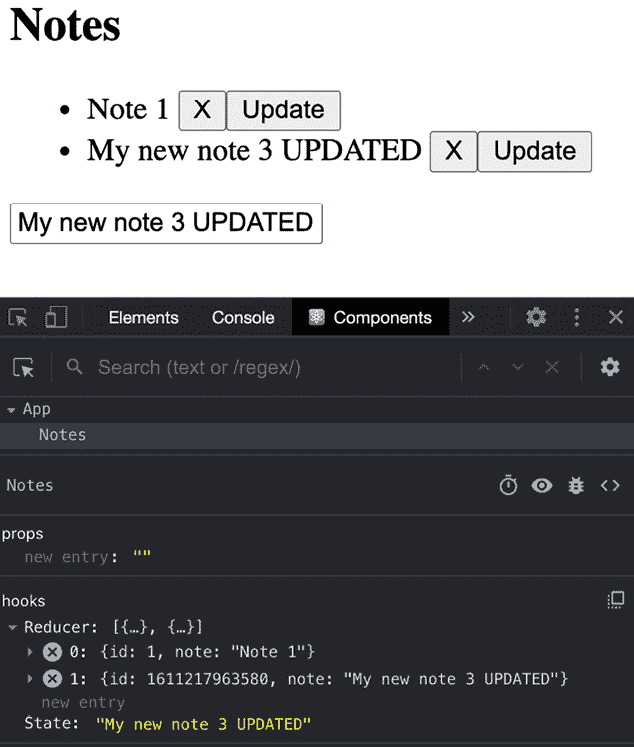 Notes
Note 1 X Update
My new note 3 UPDATED X Update
My new note 3 UPDATED
Elements Console Components »
Search (text or /regex/)
App
Notes
Notes
props
new entry: ""
hooks
Reducer: [{…}, {…}]
0: {id: 1, note: "Note 1"}
1: {id: 1611217963580, note: "My new note 3 UPDATED"}
new entry
State: "My new note 3 UPDATED"